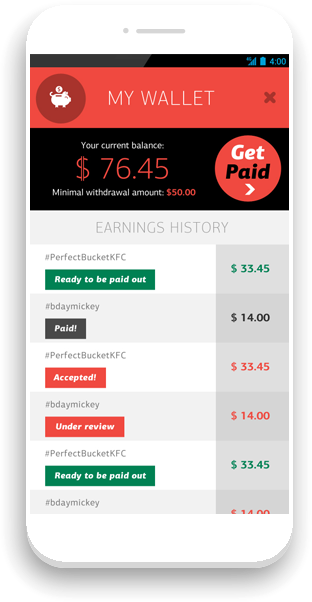 4G 4:00
MY WALLET
Your current balance:
$ 76.45
Minimal withdrawal amount: $50.00
Get
Paid
EARNINGS HISTORY
#PerfectBucketKFC
Ready to be paid out
$ 33.45
#bdaymickey
Paid!
$ 14.00
#PerfectBucketKFC
Accepted!
$ 33.45
#bdaymickey
Under review
$ 14.00
#PerfectBucketKFC
Ready to be paid out
$ 33.45
#bdaymickey
$ 14.00